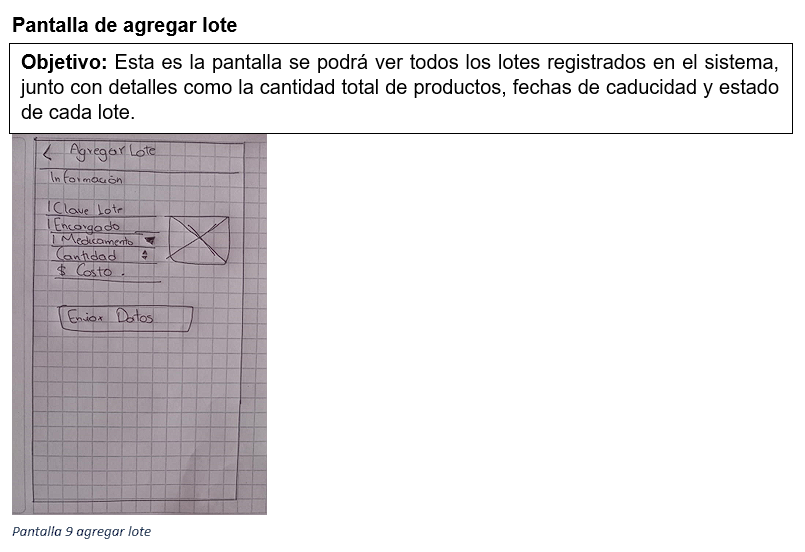 Pantalla de agregar lote
Objetivo: Esta es la pantalla se podrá ver todos los lotes registrados en el sistema,
junto con detalles como la cantidad total de productos, fechas de caducidad y estado
de cada lote.
< Agregar Lote
Información
Clave Lote
Encargado
Medicamento
Cantidad
$ Costo .
Enviar Datos
Pantalla 9 agregar lote